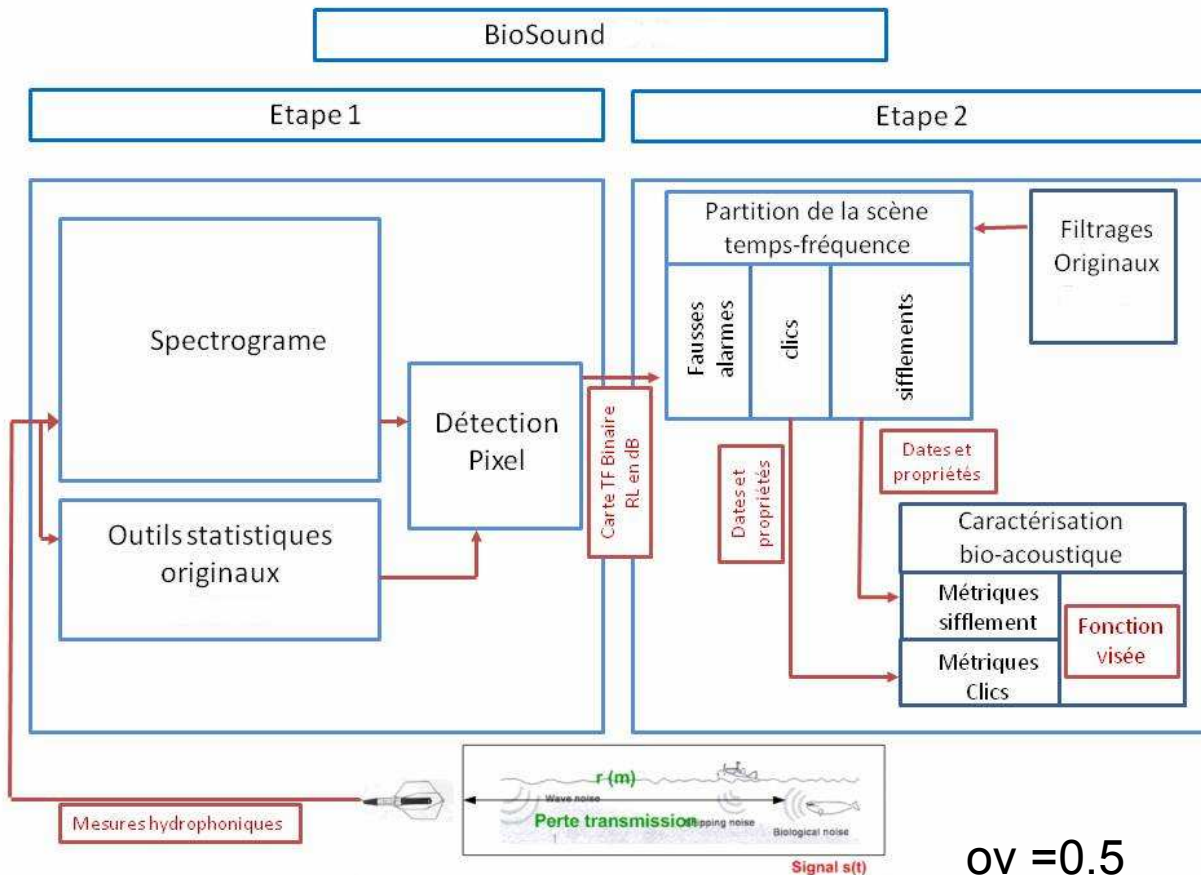 BioSound
Etape 1
Etape 2
Spectrograme
Outils statistiques
originaux
Détection
Pixel
Carte TF Binaire
RL en dB
Partition de la scène
temps-fréquence
Fausses
alarmes
clics
sifflements
Filtrages
Originaux
Dates et
propriétés
Dates et
propriétés
Caractérisation
bio-acoustique
Métriques
sifflement
Métriques
Clics
Fonction
visée
Mesures hydrophoniques
r (m)
Wave noise
Perte transmission
Shipping noise
Biological noise
Signal s(t)
ov =0.5